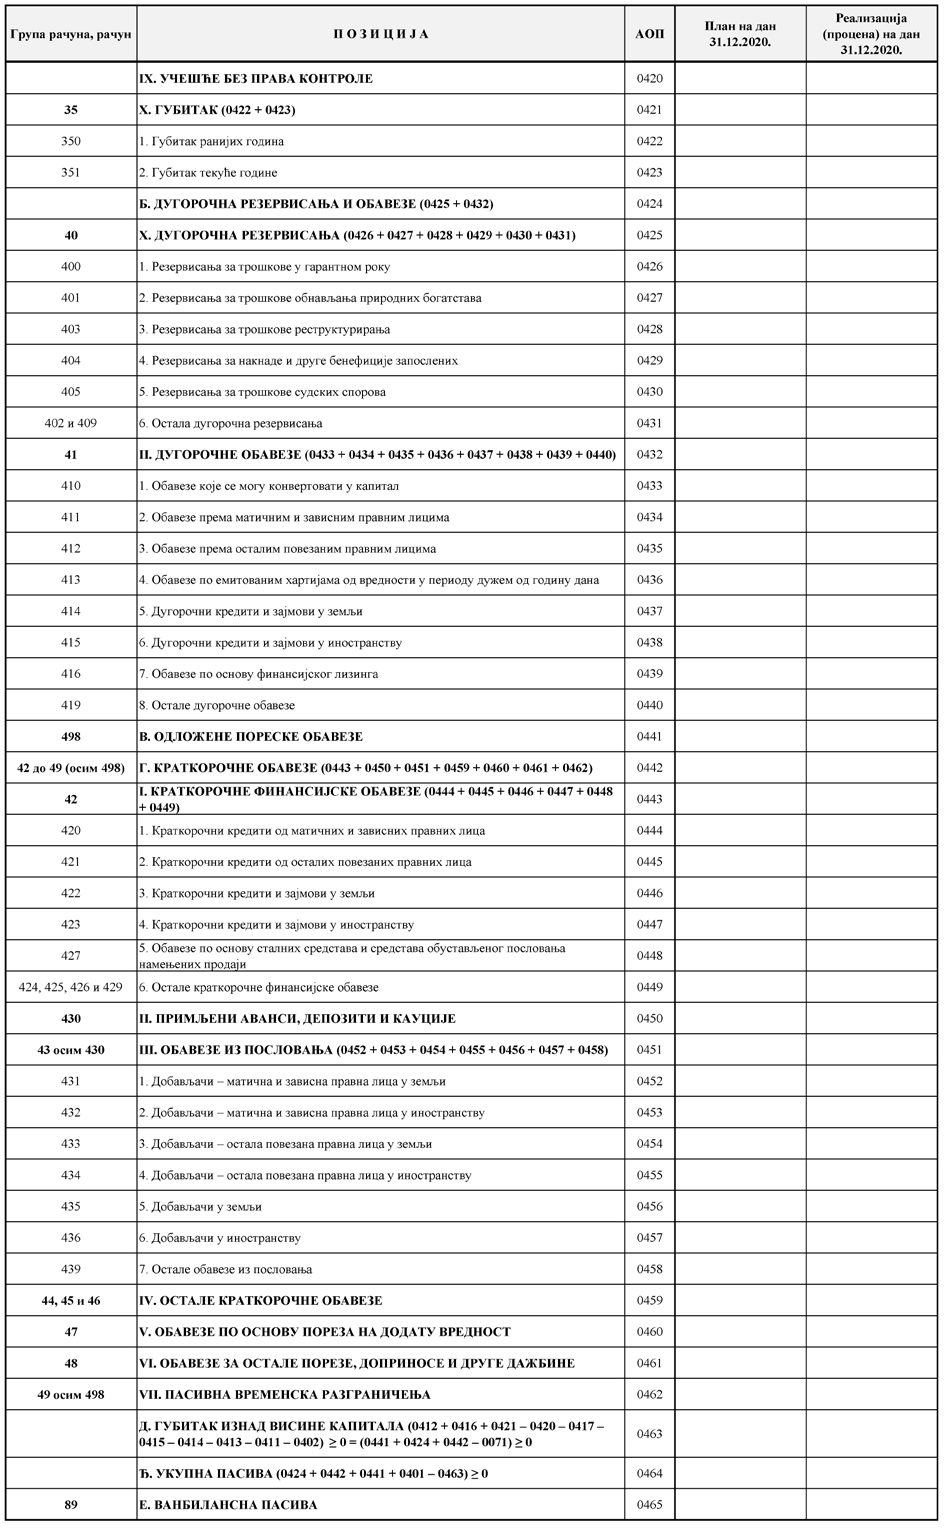 Група рачуна, рачун П О З И Ц И Ј А АОП План на дан 31.12.2020. Реализација (процена) на дан 31.12.2020.
IX. УЧЕШЋЕ БЕЗ ПРАВА КОНТРОЛЕ 0420
35 X. ГУБИТАК (0422 + 0423) 0421
350 1. Губитак ранијих година 0422
351 2. Губитак текуће године 0423
Б. ДУГОРОЧНА РЕЗЕРВИСАЊА И ОБАВЕЗЕ (0425 + 0432) 0424
40 X. ДУГОРОЧНА РЕЗЕРВИСАЊА (0426 + 0427 + 0428 + 0429 + 0430 + 0431) 0425
400 1. Резервисања за трошкове у гарантном року 0426
401 2. Резервисања за трошкове обнављања природних богатстава 0427
403 3. Резервисања за трошкове реструктурирања 0428
404 4. Резервисања за накнаде и друге бенефиције запослених 0429
405 5. Резервисања за трошкове судских спорова 0430
402 и 409 6. Остала дугорочна резервисања 0431
41 II. ДУГОРОЧНЕ ОБАВЕЗЕ (0433 + 0434 + 0435 + 0436 + 0437 + 0438 + 0439 + 0440) 0432
410 1. Обавезе које се могу конвертовати у капитал 0433
411 2. Обавезе према матичним и зависним правним лицима 0434
412 3. Обавезе према осталим повезаним правним лицима 0435
413 4. Обавезе по емитованим хартијама од вредности у периоду дужем од годину дана 0436
414 5. Дугорочни кредити и зајмови у земљи 0437
415 6. Дугорочни кредити и зајмови у иностранству 0438
416 7. Обавезе по основу финансијског лизинга 0439
419 8. Остале дугорочне обавезе 0440
498 В. ОДЛОЖЕНЕ ПОРЕСКЕ ОБАВЕЗЕ 0441
42 до 49 (осим 498) Г. КРАТКОРОЧНЕ ОБАВЕЗЕ (0443 + 0450 + 0451 + 0459 + 0460 + 0461 + 0462) 0442
42 I. КРАТКОРОЧНЕ ФИНАНСИЈСКЕ ОБАВЕЗЕ (0444 + 0445 + 0446 + 0447 + 0448
+ 0449) 0443
420 1. Краткорочни кредити од матичних и зависних правних лица 0444
421 2. Краткорочни кредити од осталих повезаних правних лица 0445
422 3. Краткорочни кредити и зајмови у земљи 0446
423 4. Краткорочни кредити и зајмови у иностранству 0447
427 5. Обавезе по основу сталних средстава и средстава обустављеног пословања
намењених продаји 0448
424, 425, 426 и 429 6. Остале краткорочне финансијске обавезе 0449
430 II. ПРИМЉЕНИ АВАНСИ, ДЕПОЗИТИ И КАУЦИЈЕ 0450
43 осим 430 III. ОБАВЕЗЕ ИЗ ПОСЛОВАЊА (0452 + 0453 + 0454 + 0455 + 0456 + 0457 + 0458) 0451
431 1. Добављачи – матична и зависна правна лица у земљи 0452
432 2. Добављачи – матична и зависна правна лица у иностранству 0453
433 3. Добављачи – остала повезана правна лица у земљи 0454
434 4. Добављачи – остала повезана правна лица у иностранству 0455
435 5. Добављачи у земљи 0456
436 6. Добављачи у иностранству 0457
439 7. Остале обавезе из пословања 0458
44, 45 и 46 IV. ОСТАЛЕ КРАТКОРОЧНЕ ОБАВЕЗЕ 0459
47 V. ОБАВЕЗЕ ПО ОСНОВУ ПОРЕЗА НА ДОДАТУ ВРЕДНОСТ 0460
48 VI. ОБАВЕЗЕ ЗА ОСТАЛЕ ПОРЕЗЕ, ДОПРИНОСЕ И ДРУГЕ ДАЖБИНЕ 0461
49 осим 498 VII. ПАСИВНА ВРЕМЕНСКА РАЗГРАНИЧЕЊА 0462
Д. ГУБИТАК ИЗНАД ВИСИНЕ КАПИТАЛА (0412 + 0416 + 0421 – 0420 – 0417 –
0415 – 0414 – 0413 – 0411 – 0402) ≥ 0 = (0441 + 0424 + 0442 – 0071) ≥ 0 0463
Ђ. УКУПНА ПАСИВА (0424 + 0442 + 0441 + 0401 – 0463) ≥ 0 0464
89 Е. ВАНБИЛАНСНА ПАСИВА 0465